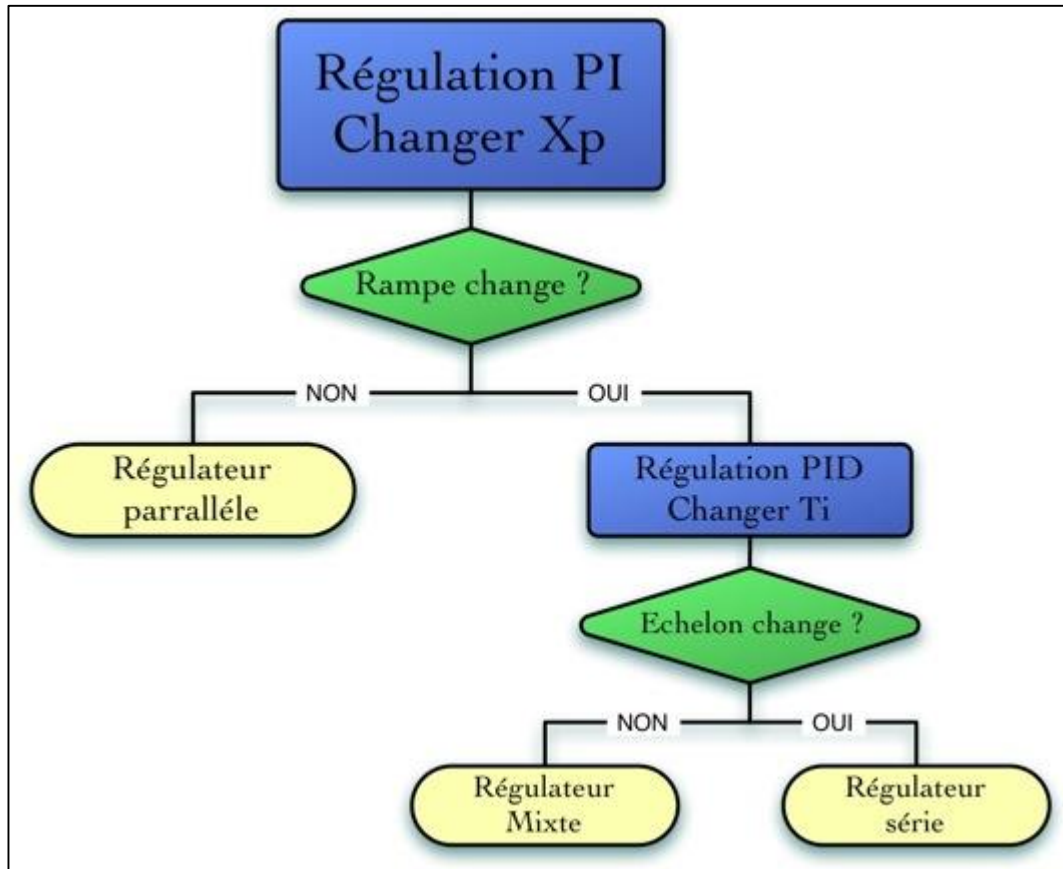 Régulation PI
Changer Xp
Rampe change ?
NON
OUI
Régulateur
parralléle
Régulation PID
Changer Ti
Echelon change ?
NON
OUI
Régulateur
Mixte
Régulateur
série